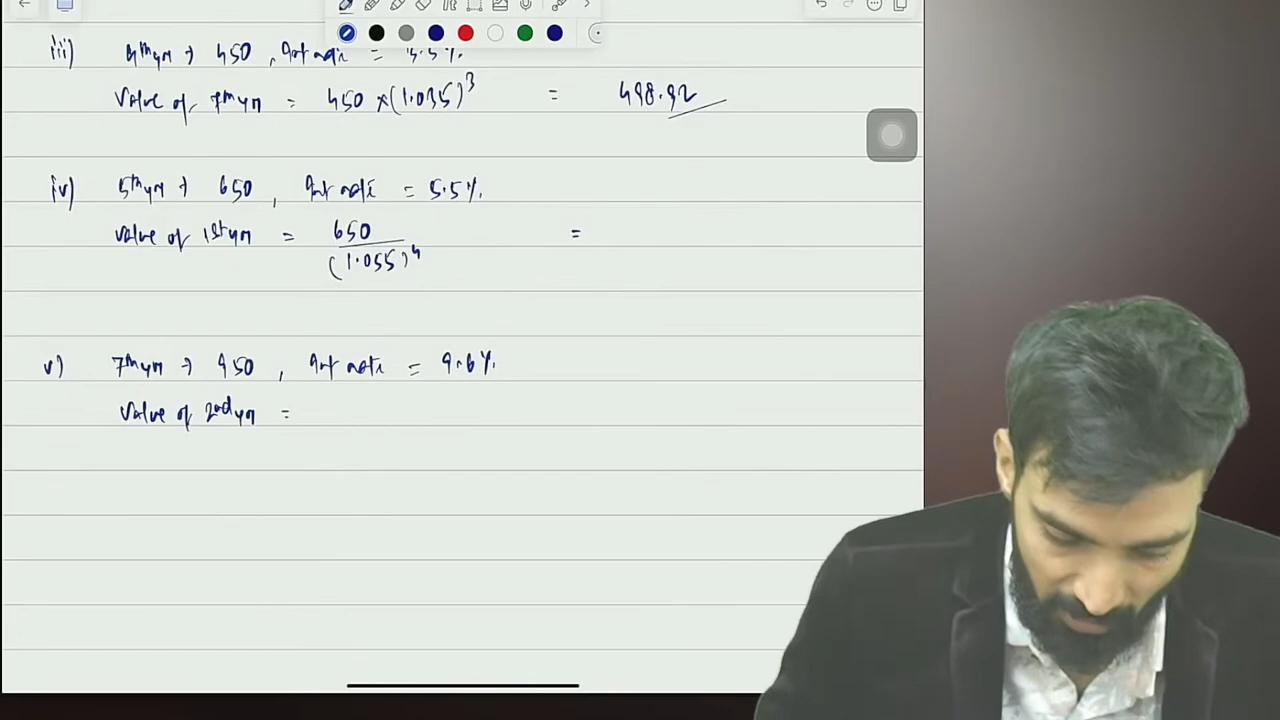 iii) 4th yr → 450 , Int rate = 3.5%
Value of 7th yr = 450 × (1.035)^3 = 498.92
iv) 5th yr → 650 , Int rate = 5.5%
Value of 1st yr = 650 =
(1.055)^4
v) 7th yr → 950 , Int rate = 9.6%
Value of 2nd yr =